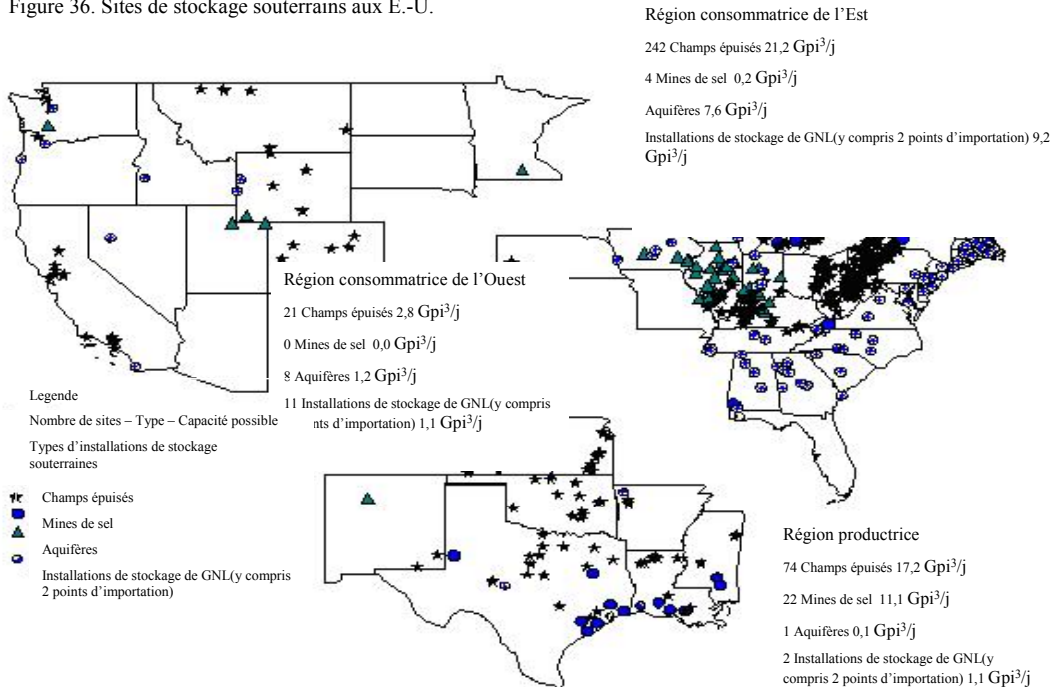 Figure 36. Sites de stockage souterrains aux É.-U.
Région consommatrice de l’Est
242 Champs épuisés 21,2 Gpi³/j
4 Mines de sel 0,2 Gpi³/j
Aquifères 7,6 Gpi³/j
Installations de stockage de GNL(y compris 2 points d’importation) 9,2
Gpi³/j
Région consommatrice de l’Ouest
21 Champs épuisés 2,8 Gpi³/j
0 Mines de sel 0,0 Gpi³/j
8 Aquifères 1,2 Gpi³/j
11 Installations de stockage de GNL(y compris
nts d’importation) 1,1 Gpi³/j
Legende
Nombre de sites – Type – Capacité possible
Types d’installations de stockage
souterraines
Champs épuisés
Mines de sel
Aquifères
Installations de stockage de GNL(y compris
2 points d’importation)
Région productrice
74 Champs épuisés 17,2 Gpi³/j
22 Mines de sel 11,1 Gpi³/j
1 Aquifères 0,1 Gpi³/j
2 Installations de stockage de GNL(y
compris 2 points d’importation) 1,1 Gpi³/j